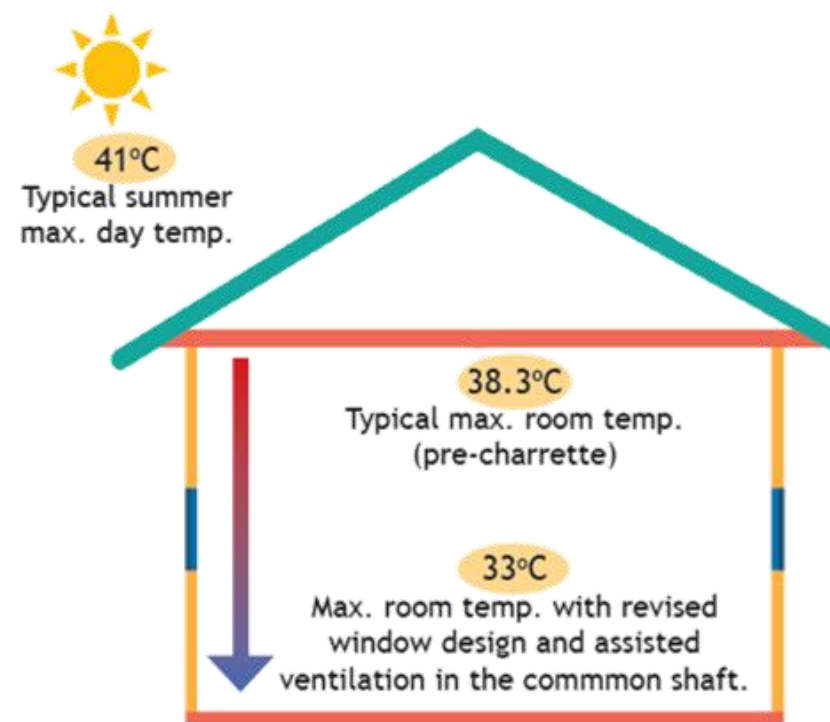 41°C
Typical summer
max. day temp.
38.3°C
Typical max. room temp.
(pre-charrette)
33°C
Max. room temp. with revised
window design and assisted
ventilation in the commmon shaft.